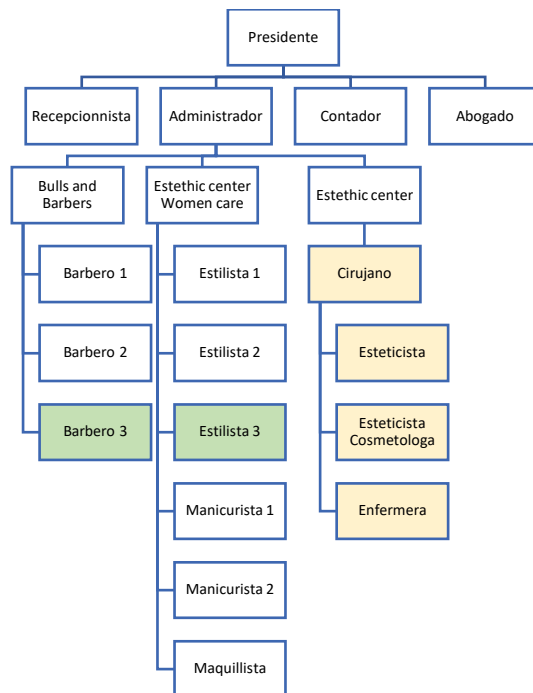 Presidente
Recepcionnista
Administrador
Contador
Abogado
Bulls and
Barbers
Estethic center
Women care
Estethic center
Barbero 1
Estilista 1
Cirujano
Barbero 2
Estilista 2
Esteticista
Barbero 3
Estilista 3
Esteticista
Cosmetologa
Manicurista 1
Enfermera
Manicurista 2
Maquillista